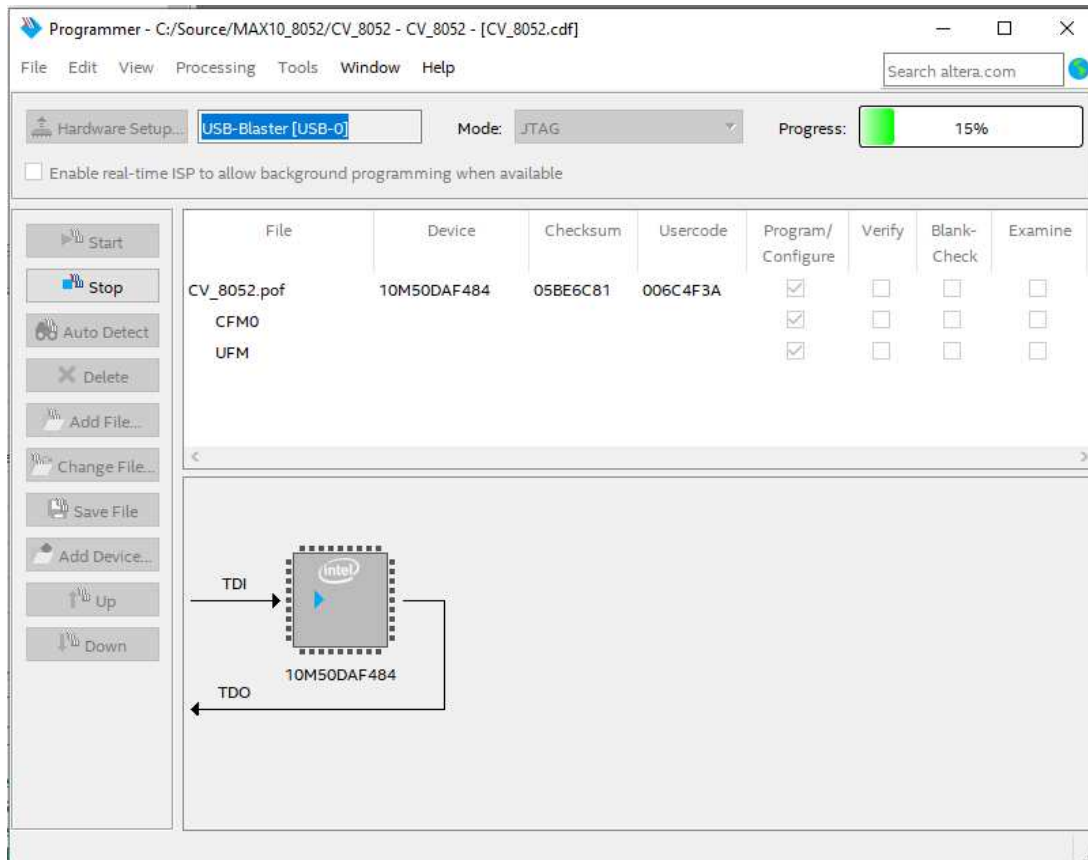 Programmer - C:/Source/MAX10_8052/CV_8052 - CV_8052 - [CV_8052.cdf]
File Edit View Processing Tools Window Help
Search altera.com
Hardware Setup... USB-Blaster [USB-0] Mode: JTAG Progress: 15%
Enable real-time ISP to allow background programming when available
Start
Stop
Auto Detect
Delete
Add File...
Change File...
Save File
Add Device...
Up
Down
File Device Checksum Usercode Program/ Verify Blank- Examine
Configure Check
CV_8052.pof 10M50DAF484 05BE6C81 006C4F3A
CFM0
UFM
TDI
intel
10M50DAF484
TDO